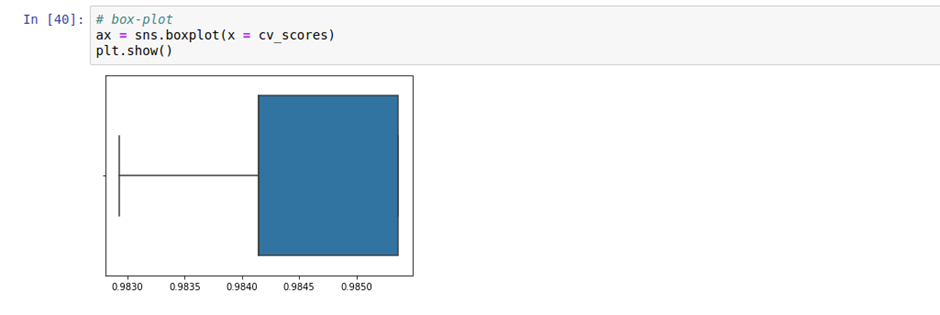 In [40]:
# box-plot
ax = sns.boxplot(x = cv_scores)
plt.show()
0.9830 0.9835 0.9840 0.9845 0.9850